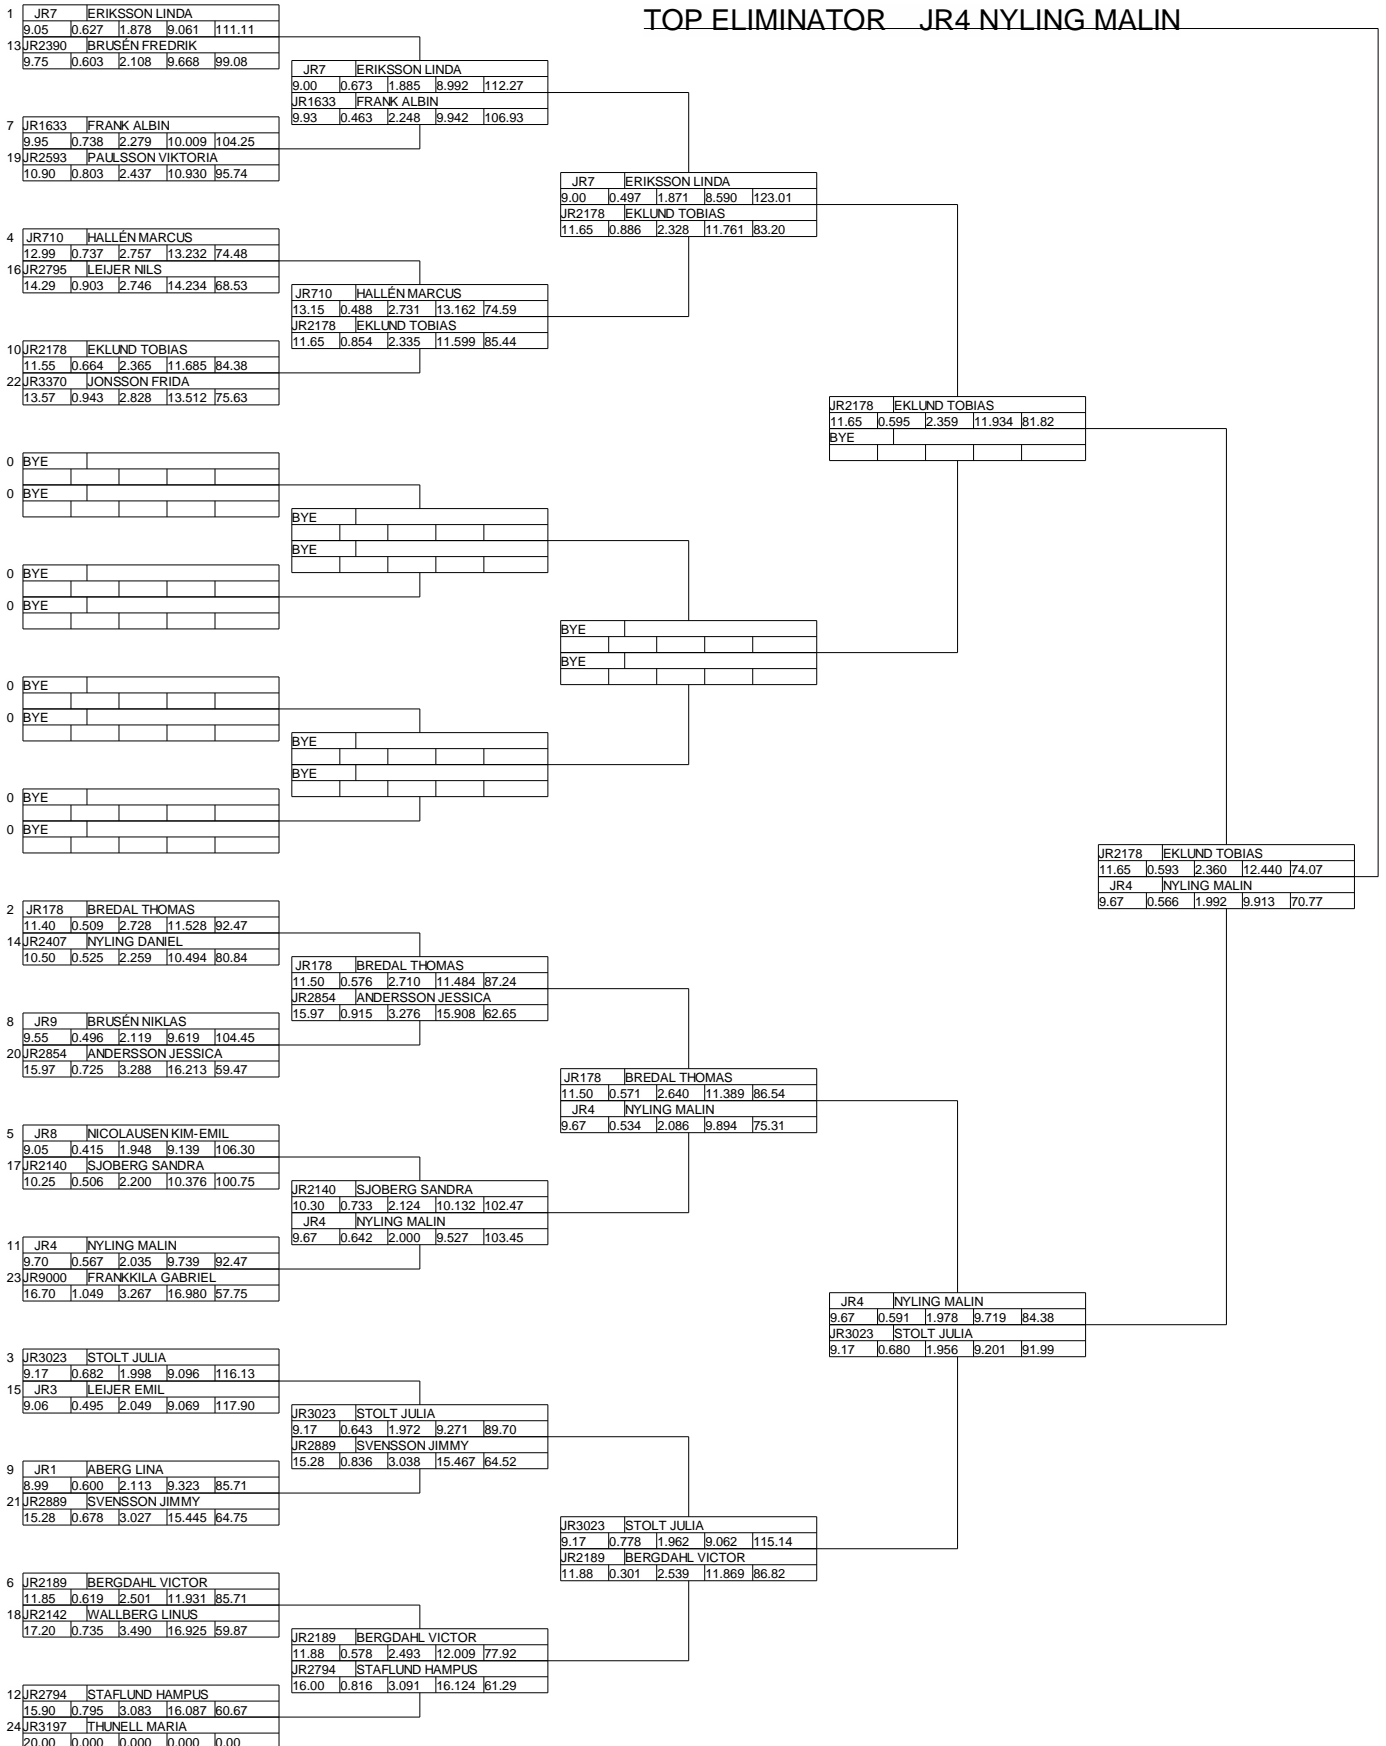 TOP ELIMINATOR JR4 NYLING MALIN
1 JR7 ERIKSSON LINDA
9.05 0.627 1.878 9.061 111.11
13 JR2390 BRUSÉN FREDRIK
9.75 0.603 2.108 9.668 99.08
7 JR1633 FRANK ALBIN
9.95 0.738 2.279 10.009 104.25
19 JR2593 PAULSSON VIKTORIA
10.90 0.803 2.437 10.930 95.74
4 JR710 HALLÉN MARCUS
12.99 0.737 2.757 13.232 74.48
16 JR2795 LEIJER NILS
14.29 0.903 2.746 14.234 68.53
10 JR2178 EKLUND TOBIAS
11.55 0.664 2.365 11.685 84.38
22 JR3370 JONSSON FRIDA
13.57 0.943 2.828 13.512 75.63
0 BYE
0 BYE
0 BYE
0 BYE
0 BYE
0 BYE
0 BYE
0 BYE
2 JR178 BREDAL THOMAS
11.40 0.509 2.728 11.528 92.47
14 JR2407 NYLING DANIEL
10.50 0.525 2.259 10.494 80.84
8 JR9 BRUSÉN NIKLAS
9.55 0.496 2.119 9.619 104.45
20 JR2854 ANDERSSON JESSICA
15.97 0.725 3.288 16.213 59.47
5 JR8 NICOLAUSEN KIM-EMIL
9.05 0.415 1.948 9.139 106.30
17 JR2140 SJOBERG SANDRA
10.25 0.506 2.200 10.376 100.75
11 JR4 NYLING MALIN
9.70 0.567 2.035 9.739 92.47
23 JR9000 FRANKKILA GABRIEL
16.70 1.049 3.267 16.980 57.75
3 JR3023 STOLT JULIA
9.17 0.682 1.998 9.096 116.13
15 JR3 LEIJER EMIL
9.06 0.495 2.049 9.069 117.90
9 JR1 ABERG LINA
8.99 0.600 2.113 9.323 85.71
21 JR2889 SVENSSON JIMMY
15.28 0.678 3.027 15.445 64.75
6 JR2189 BERGDAHL VICTOR
11.85 0.619 2.501 11.931 85.71
18 JR2142 WALLBERG LINUS
17.20 0.735 3.490 16.925 59.87
12 JR2794 STAFLUND HAMPUS
15.90 0.795 3.083 16.087 60.67
24 JR3197 THUNELL MARIA
20.00 0.000 0.000 0.000 0.00
JR7 ERIKSSON LINDA
9.00 0.673 1.885 8.992 112.27
JR1633 FRANK ALBIN
9.93 0.463 2.248 9.942 106.93
JR710 HALLÉN MARCUS
13.15 0.488 2.731 13.162 74.59
JR2178 EKLUND TOBIAS
11.65 0.854 2.335 11.599 85.44
BYE
BYE
BYE
BYE
JR178 BREDAL THOMAS
11.50 0.576 2.710 11.484 87.24
JR2854 ANDERSSON JESSICA
15.97 0.915 3.276 15.908 62.65
JR2140 SJOBERG SANDRA
10.30 0.733 2.124 10.132 102.47
JR4 NYLING MALIN
9.67 0.642 2.000 9.527 103.45
JR3023 STOLT JULIA
9.17 0.643 1.972 9.271 89.70
JR2889 SVENSSON JIMMY
15.28 0.836 3.038 15.467 64.52
JR2189 BERGDAHL VICTOR
11.88 0.578 2.493 12.009 77.92
JR2794 STAFLUND HAMPUS
16.00 0.816 3.091 16.124 61.29
JR7 ERIKSSON LINDA
9.00 0.497 1.871 8.590 123.01
JR2178 EKLUND TOBIAS
11.65 0.886 2.328 11.761 83.20
BYE
BYE
JR178 BREDAL THOMAS
11.50 0.571 2.640 11.389 86.54
JR4 NYLING MALIN
9.67 0.534 2.086 9.894 75.31
JR3023 STOLT JULIA
9.17 0.778 1.962 9.062 115.14
JR2189 BERGDAHL VICTOR
11.88 0.301 2.539 11.869 86.82
JR2178 EKLUND TOBIAS
11.65 0.595 2.359 11.934 81.82
BYE
JR4 NYLING MALIN
9.67 0.591 1.978 9.719 84.38
JR3023 STOLT JULIA
9.17 0.680 1.956 9.201 91.99
JR2178 EKLUND TOBIAS
11.65 0.593 2.360 12.440 74.07
JR4 NYLING MALIN
9.67 0.566 1.992 9.913 70.77